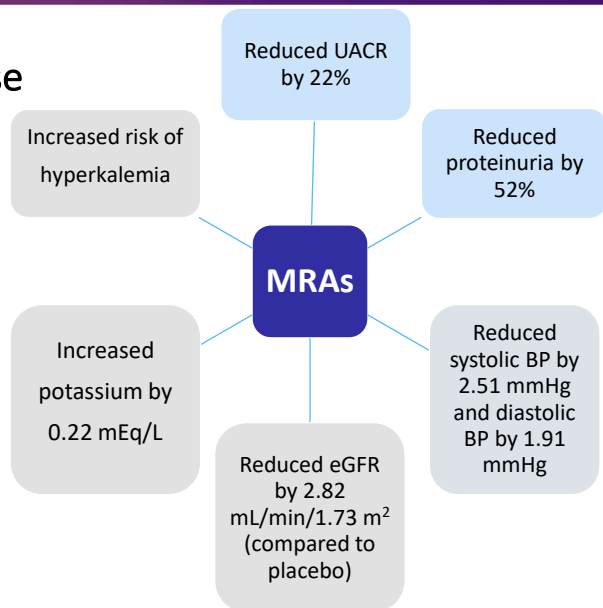 se
Reduced UACR
by 22%
Increased risk of
hyperkalemia
Reduced
proteinuria by
52%
MRAs
Increased
potassium by
0.22 mEq/L
Reduced
systolic BP by
2.51 mmHg
and diastolic
BP by 1.91
mmHg
Reduced eGFR
by 2.82
mL/min/1.73 m²
(compared to
placebo)